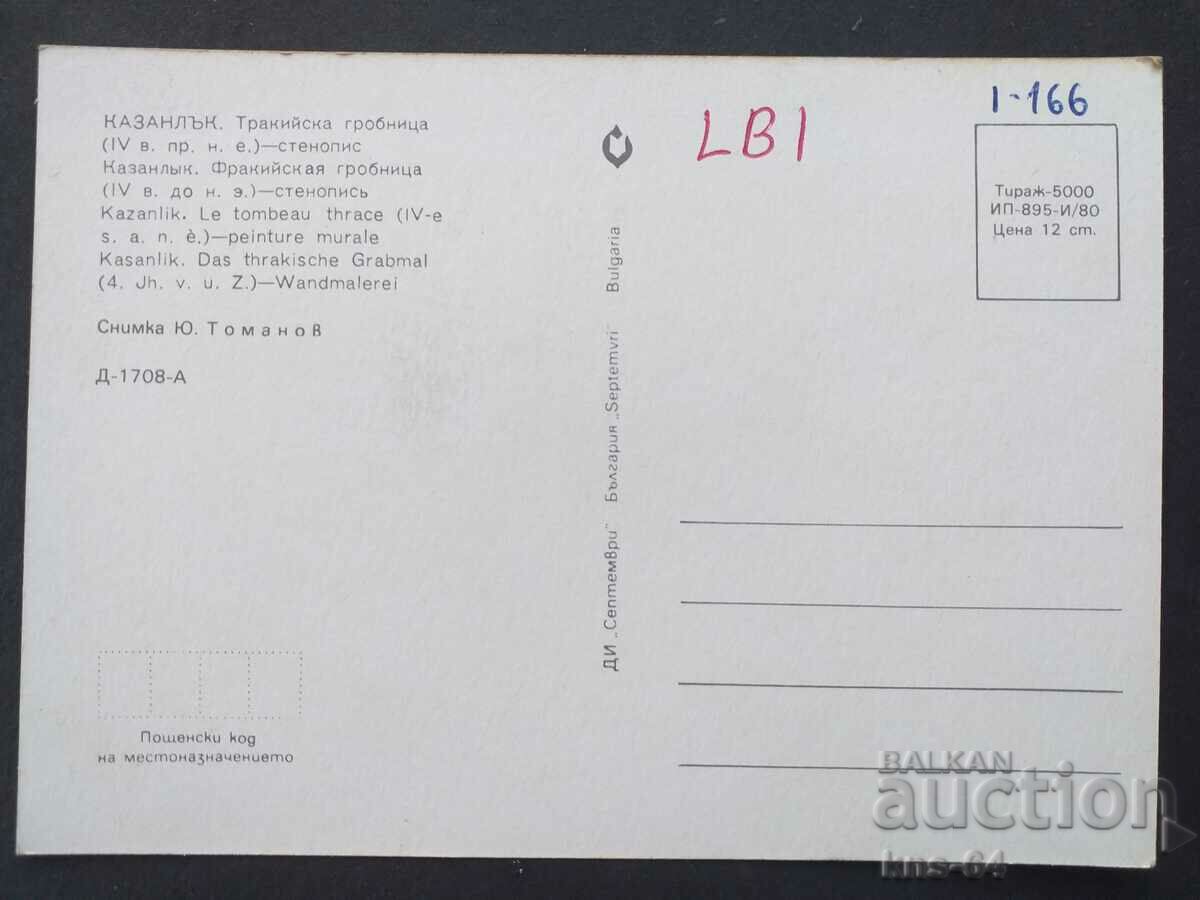 КАЗАНЛЪК. Тракийска гробница
(IV в. пр. н. е.)—стенопис
Казанлык. Фракийская гробница
(IV в. до н. э.)—стенопись
Kazanlik. Le tombeau thrace (IV-e
s. a. n. è.)—peinture murale
Kasanlik. Das thrakische Grabmal
(4. Jh. v. u. Z.)—Wandmalerei
Снимка Ю. Томанов
Д-1708-А
Пощенски код
на местоназначението
ДИ „Септември" България „Septemvri" Bulgaria
LB1
1-166
Тираж-5000
ИП-895-И/80
Цена 12 ст.
BALKAN
auction
kns-64